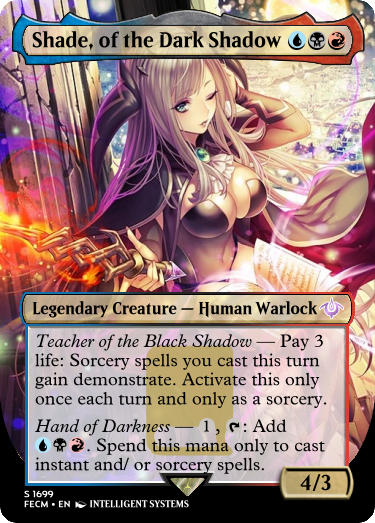 Shade, of the Dark Shadow
Legendary Creature — Human Warlock
Teacher of the Black Shadow — Pay 3
life: Sorcery spells you cast this turn
gain demonstrate. Activate this only
once each turn and only as a sorcery.
Hand of Darkness — 1 , : Add
. Spend this mana only to cast
instant and/ or sorcery spells.
4/3
S 1699
FECM • EN INTELLIGENT SYSTEMS